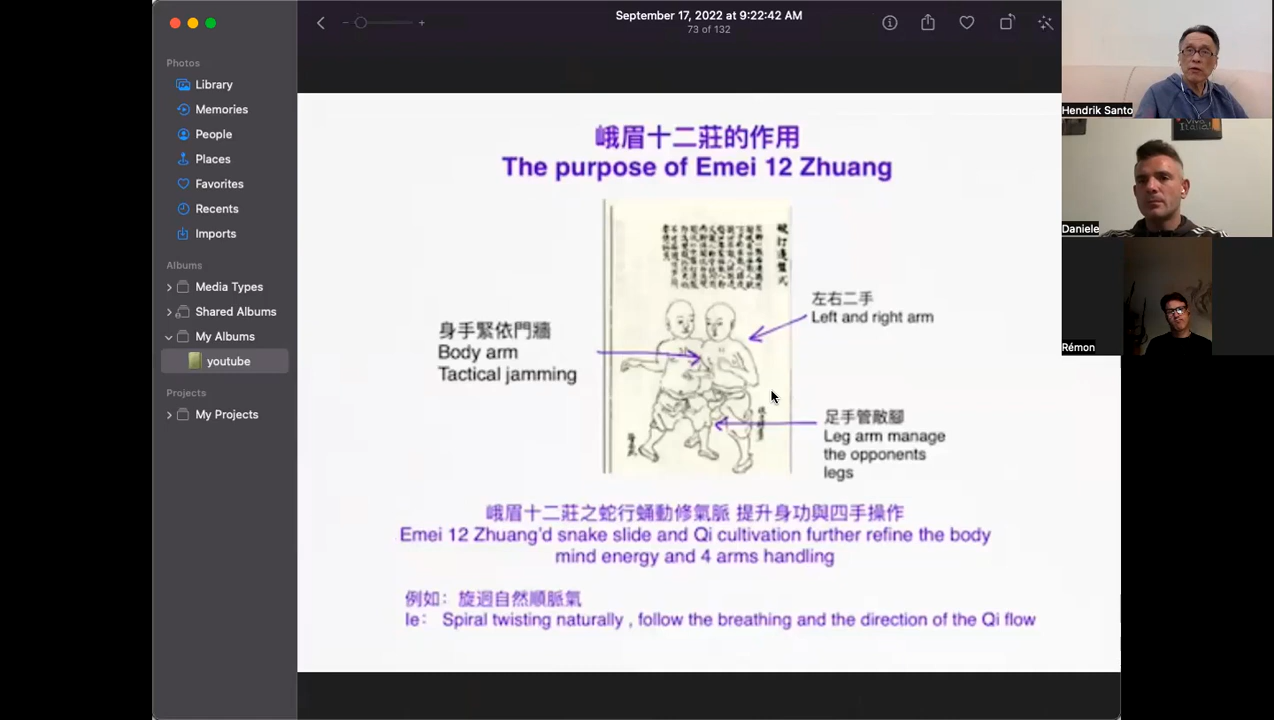 September 17, 2022 at 9:22:42 AM
73 of 132
Photos
Library
Memories
People
Places
Favorites
Recents
Imports
Albums
Media Types
Shared Albums
My Albums
youtube
Projects
My Projects
峨眉十二莊的作用
The purpose of Emei 12 Zhuang
左右二手
Left and right arm
身手緊依門牆
Body arm
Tactical jamming
足手管敵腳
Leg arm manage
the opponents
legs
峨眉十二莊之蛇行蛹動修氣脈 提升身功與四手操作
Emei 12 Zhuang'd snake slide and Qi cultivation further refine the body
mind energy and 4 arms handling
例如： 旋迴自然順脈氣
Ie： Spiral twisting naturally , follow the breathing and the direction of the Qi flow
Hendrik Santo
Daniele
Rémon